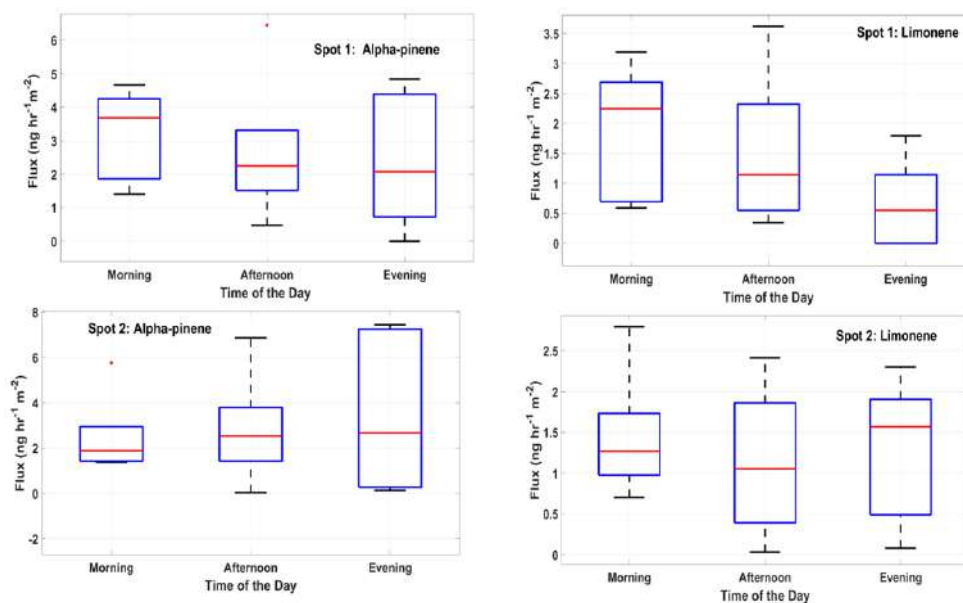 Spot 1: Alpha-pinene
Flux (ng hr-1m-2)
6
5
4
3
2
1
0
Morning Afternoon Evening
Time of the Day
Spot 1: Limonene
Flux (ng hr-1 m-2)
3.5
3
2.5
2
1.5
1
0.5
0
Morning Afternoon Evening
Time of the Day
Spot 2: Alpha-pinene
Flux (ng hr-1 m-2)
8
6
4
2
0
-2
Morning Afternoon Evening
Time of the Day
Spot 2: Limonene
Flux (ng hr-1 m-2)
2.5
2
1.5
1
0.5
0
Morning Afternoon Evening
Time of the Day